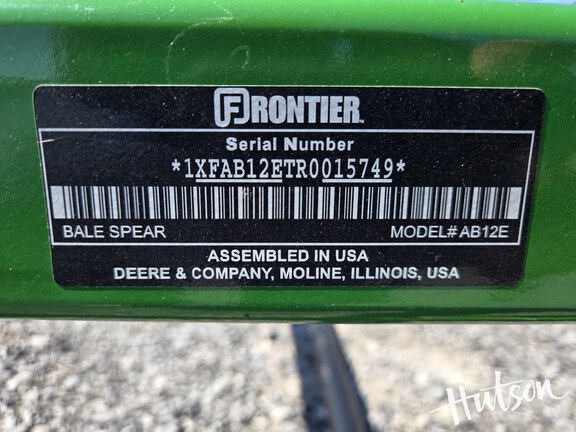 FRONTIER
Serial Number
*1XFAB12ETR0015749*
BALE SPEAR MODEL# AB12E
ASSEMBLED IN USA
DEERE & COMPANY, MOLINE, ILLINOIS, USA
Hutson